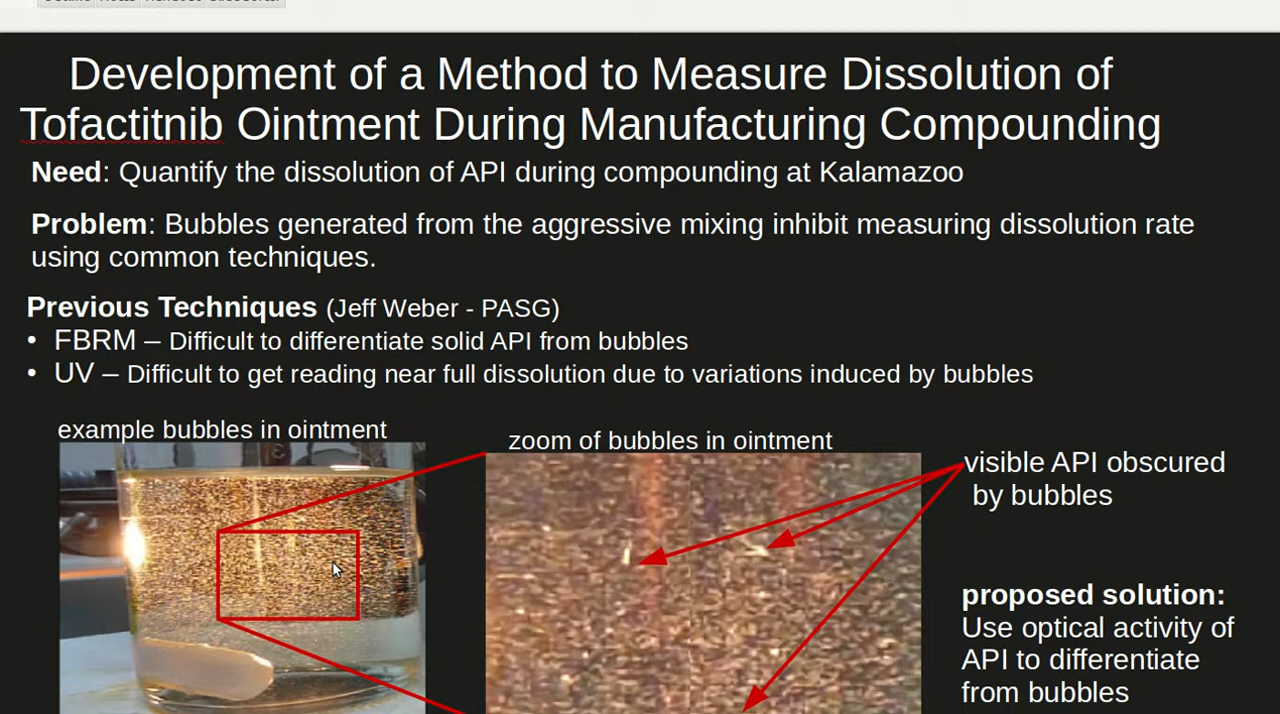 Development of a Method to Measure Dissolution of
Tofactitnib Ointment During Manufacturing Compounding
Need: Quantify the dissolution of API during compounding at Kalamazoo
Problem: Bubbles generated from the aggressive mixing inhibit measuring dissolution rate
using common techniques.
Previous Techniques (Jeff Weber - PASG)
• FBRM – Difficult to differentiate solid API from bubbles
• UV – Difficult to get reading near full dissolution due to variations induced by bubbles
example bubbles in ointment
zoom of bubbles in ointment
visible API obscured
by bubbles
proposed solution:
Use optical activity of
API to differentiate
from bubbles